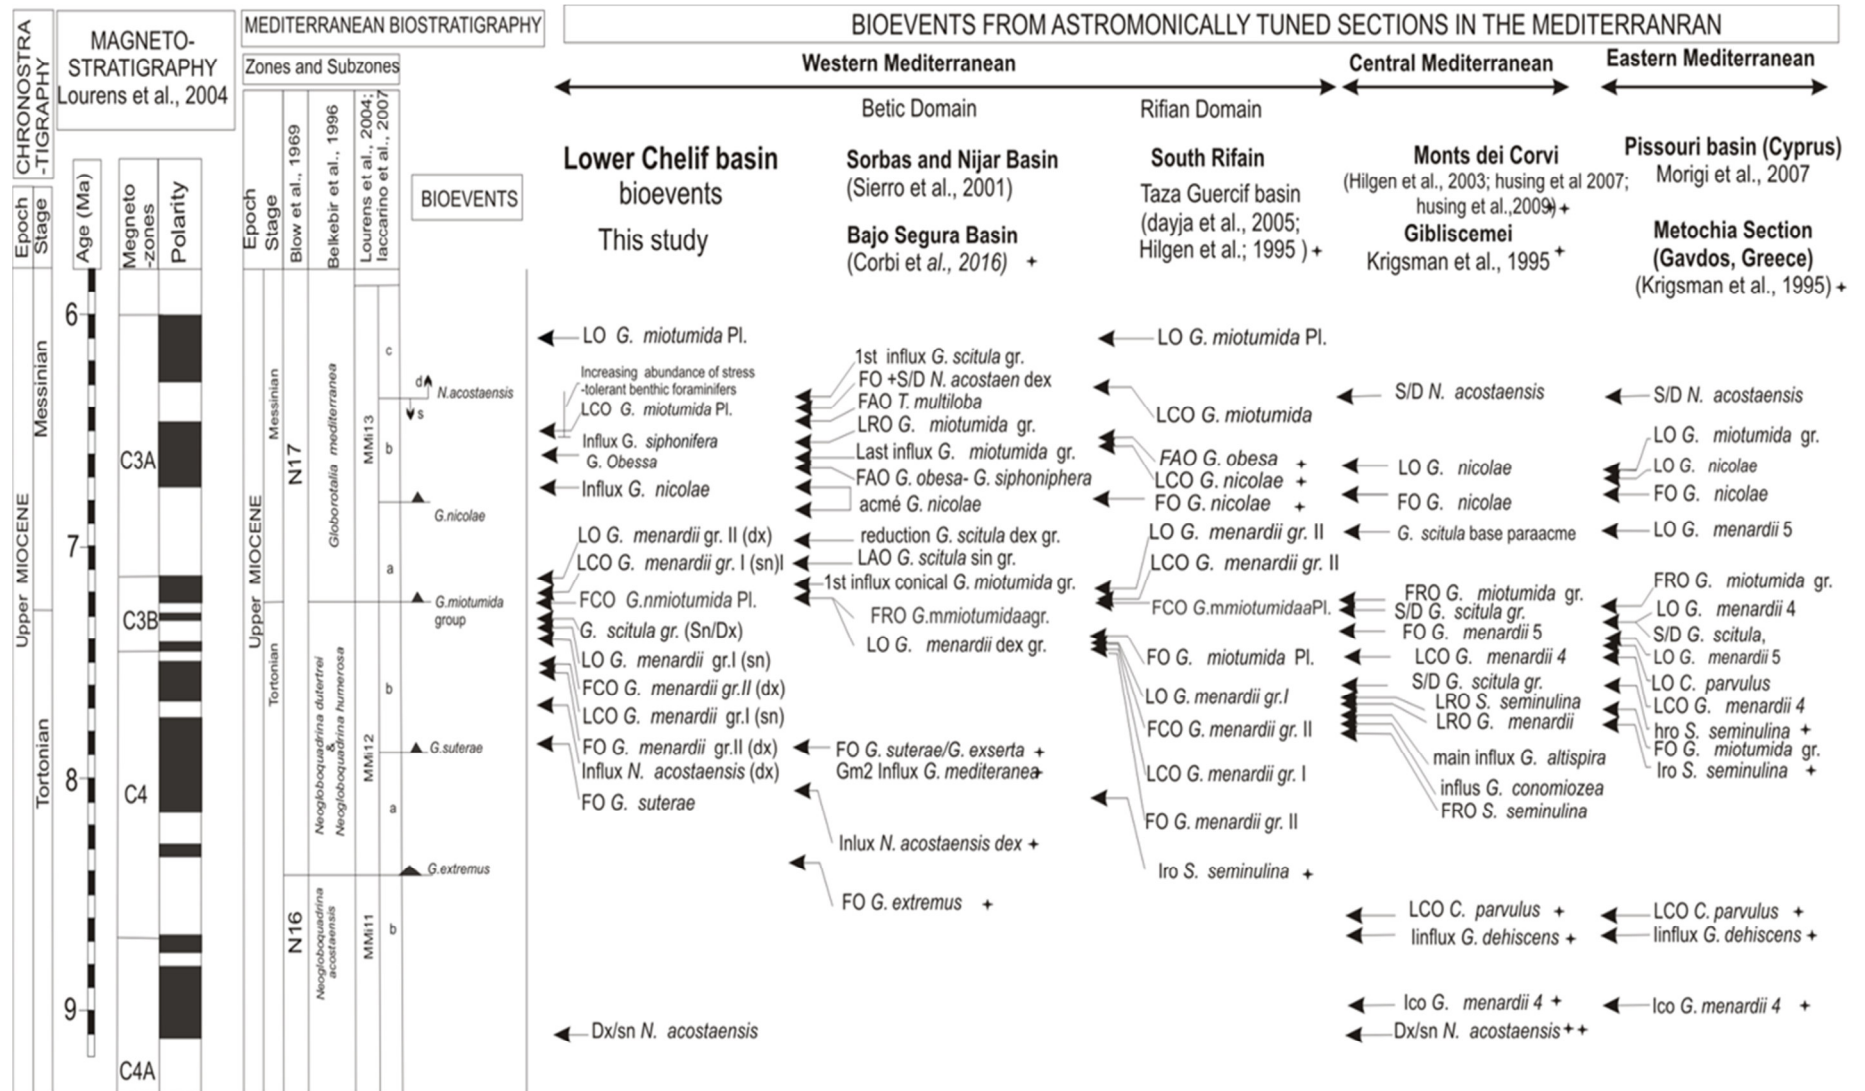 CHRONOSTRA
-TIGRAPHY
Epoch
Stage
Upper MIOCENE
Messinian
Tortonian
MAGNETO-
STRATIGRAPHY
Lourens et al., 2004
Age (Ma)
Megneto
-zones
Polarity
6
7
8
9
C3A
C3B
C4
C4A
MEDITERRANEAN BIOSTRATIGRAPHY
Zones and Subzones
Epoch
Stage
Blow et al., 1969
Belkebir et al., 1996
Lourens et al., 2004;
Iaccarino et al., 2007
BIOEVENTS
Upper MIOCENE
Messinian
Tortonian
N17
N16
Globorotalia mediterranea
Neogloboquadrina dutertrei
&
Neogloboquadrina humerosa
Neogloboquadrina
acostaensis
MMi13
MMi12
MMi11
c
b
a
b
a
b
d
s
N.acostaensis
G.nicolae
G.miotumida
group
G.suterae
G.extremus
BIOEVENTS FROM ASTROMONICALLY TUNED SECTIONS IN THE MEDITERRANRAN
Western Mediterranean
Central Mediterranean
Eastern Mediterranean
Betic Domain
Rifian Domain
Lower Chelif basin
bioevents
This study
LO G. miotumida Pl.
Increasing abundance of stress
-tolerant benthic foraminifers
LCO G. miotumida Pl.
Influx G. siphonifera
G. Obessa
Influx G. nicolae
LO G. menardii gr. II (dx)
LCO G. menardii gr. I (sn)l
FCO G.nmiotumida Pl.
G. scitula gr. (Sn/Dx)
LO G. menardii gr.I (sn)
FCO G. menardii gr.II (dx)
LCO G. menardii gr.I (sn)
FO G. menardii gr.II (dx)
Influx N. acostaensis (dx)
FO G. suterae
Dx/sn N. acostaensis
Sorbas and Nijar Basin
(Sierro et al., 2001)
Bajo Segura Basin
(Corbi et al., 2016) +
1st influx G. scitula gr.
FO +S/D N. acostaen dex
FAO T. multiloba
LRO G. miotumida gr.
Last influx G. miotumida gr.
FAO G. obesa- G. siphoniphera
acmé G. nicolae
reduction G. scitula dex gr.
LAO G. scitula sin gr.
1st influx conical G. miotumida gr.
FRO G.mmiotumidaagr.
LO G. menardii dex gr.
FO G. suterae/G. exserta +
Gm2 Influx G. mediteranea+
Inlux N. acostaensis dex +
FO G. extremus +
South Rifain
Taza Guercif basin
(dayja et al., 2005;
Hilgen et al.; 1995 ) +
LO G. miotumida Pl.
LCO G. miotumida
FAO G. obesa +
LCO G. nicolae +
FO G. nicolae +
LO G. menardii gr. II
LCO G. menardii gr. II
FCO G.mmiotumidaaPl.
FO G. miotumida Pl.
LO G. menardii gr.I
FCO G. menardii gr. II
LCO G. menardii gr. I
FO G. menardii gr. II
lro S. seminulina +
Monts dei Corvi
(Hilgen et al., 2003; husing et al 2007;
husing et al.,2009)+ +
Gibliscemei
Krigsman et al., 1995 +
S/D N. acostaensis
LO G. nicolae
FO G. nicolae
G. scitula base paraacme
FRO G. miotumida gr.
S/D G. scitula gr.
FO G. menardii 5
LCO G. menardii 4
S/D G. scitula gr.
LRO S. seminulina
LRO G. menardii
main influx G. altispira
influs G. conomiozea
FRO S. seminulina
LCO C. parvulus +
Iinflux G. dehiscens +
lco G. menardii 4 +
Dx/sn N. acostaensis++
Pissouri basin (Cyprus)
Morigi et al., 2007
Metochia Section
(Gavdos, Greece)
(Krigsman et al., 1995) +
S/D N. acostaensis
LO G. miotumida gr.
LO G. nicolae
FO G. nicolae
LO G. menardii 5
FRO G. miotumida gr.
LO G. menardii 4
S/D G. scitula,
LO G. menardii 5
LO C. parvulus
LCO G. menardii 4
hro S. seminulina +
FO G. miotumida gr.
lro S. seminulina +
LCO C. parvulus +
Iinflux G. dehiscens +
lco G. menardii 4 +